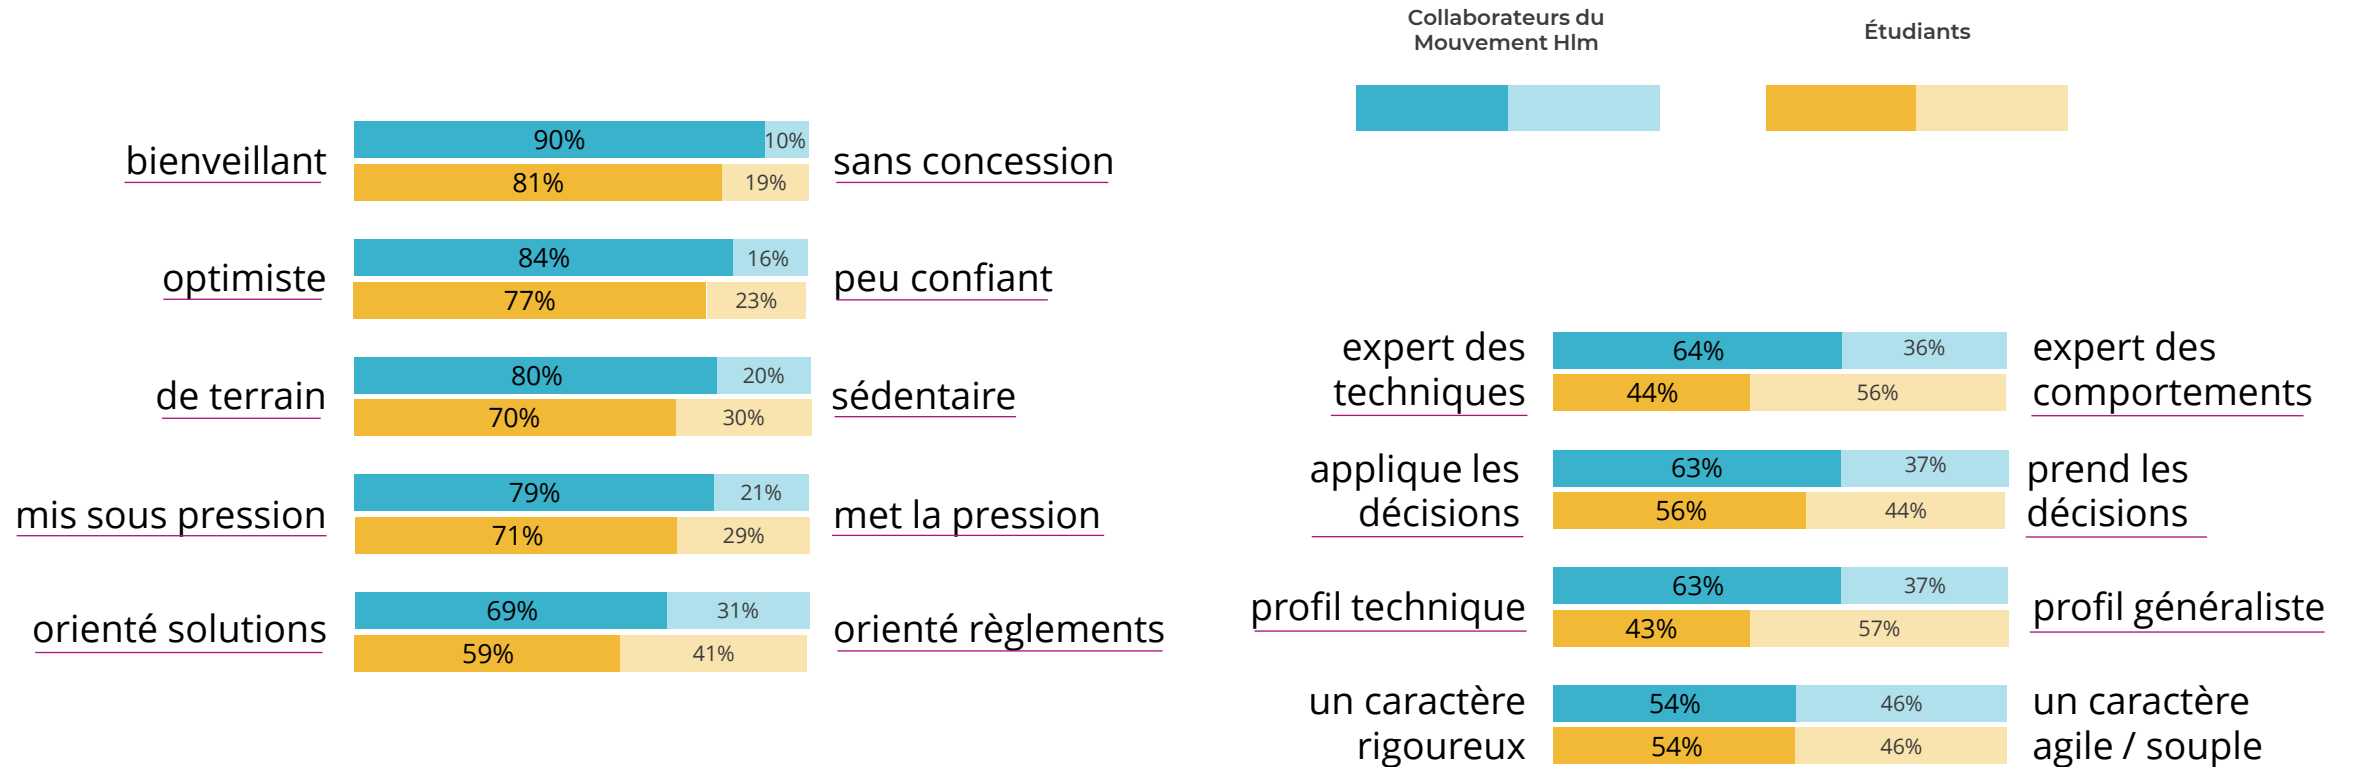 Collaborateurs du
Mouvement Hlm
Étudiants
bienveillant
90%
10%
81%
19%
sans concession
optimiste
84%
16%
77%
23%
peu confiant
de terrain
80%
20%
70%
30%
sédentaire
mis sous pression
79%
21%
71%
29%
met la pression
orienté solutions
69%
31%
59%
41%
orienté règlements
expert des
techniques
64%
36%
44%
56%
expert des
comportements
applique les
décisions
63%
37%
56%
44%
prend les
décisions
profil technique
63%
37%
43%
57%
profil généraliste
un caractère
rigoureux
54%
46%
54%
46%
un caractère
agile / souple